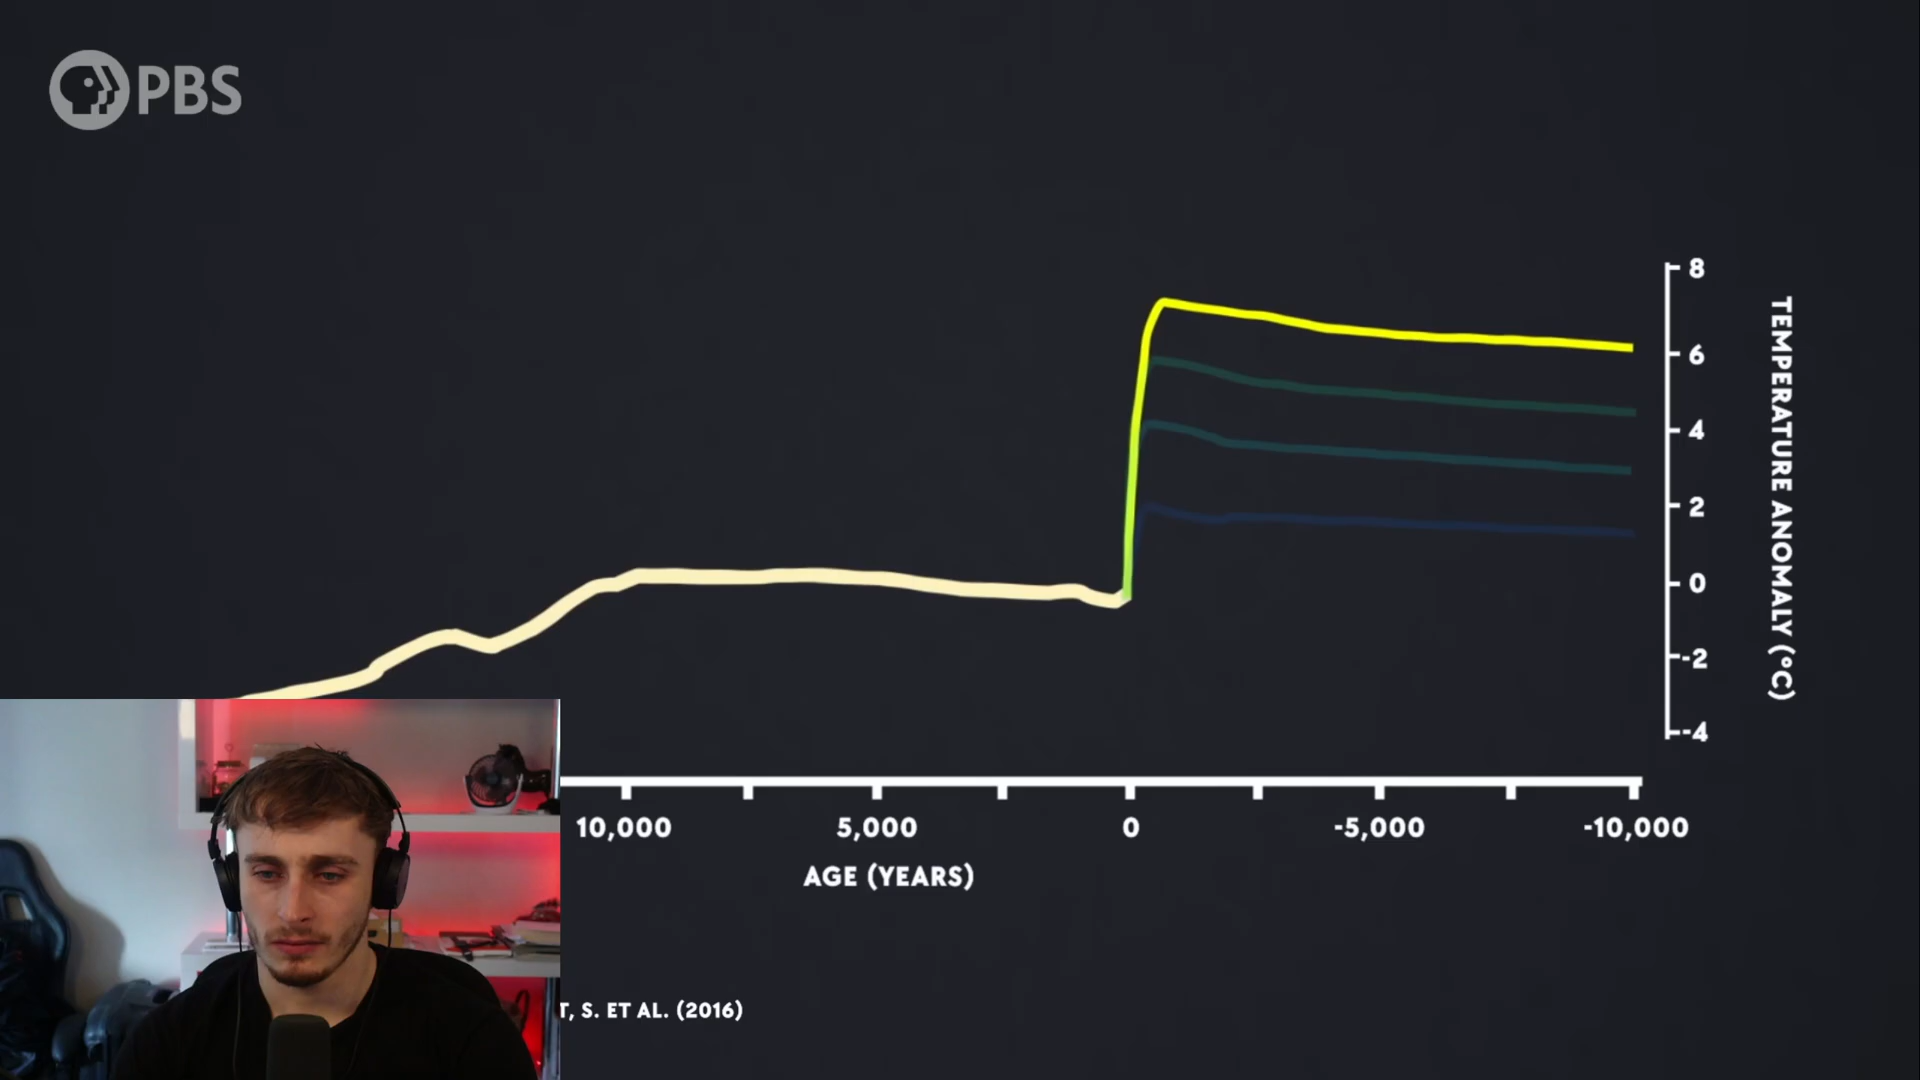 PBS
8
6
4
2
0
-2
-4
TEMPERATURE ANOMALY (°C)
10,000 5,000 0 -5,000 -10,000
AGE (YEARS)
T, S. ET AL. (2016)